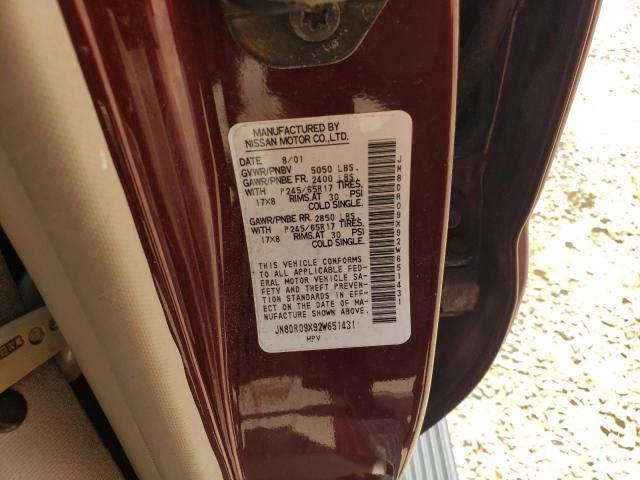 MANUFACTURED BY
NISSAN MOTOR CO.,LTD.
DATE 8/01
GVWR/PNBV 5050 LBS.
GAWR/PNBE FR. 2400 LBS.
WITH P245/65R17 TIRES,
17X8 RIMS.AT 30 PSI
COLD SINGLE.
GAWR/PNBE RR. 2850 LBS.
WITH P245/65R17 TIRES,
17X8 RIMS.AT 30 PSI
COLD SINGLE.
THIS VEHICLE CONFORMS
TO ALL APPLICABLE FED-
ERAL MOTOR VEHICLE SA-
FETY AND THEFT PREVEN-
TION STANDARDS IN EFF-
ECT ON THE DATE OF MA-
NUFACTURE SHOWN ABOVE.
JN8DR09X92W651431
MPV
JN8DR09X92W651431